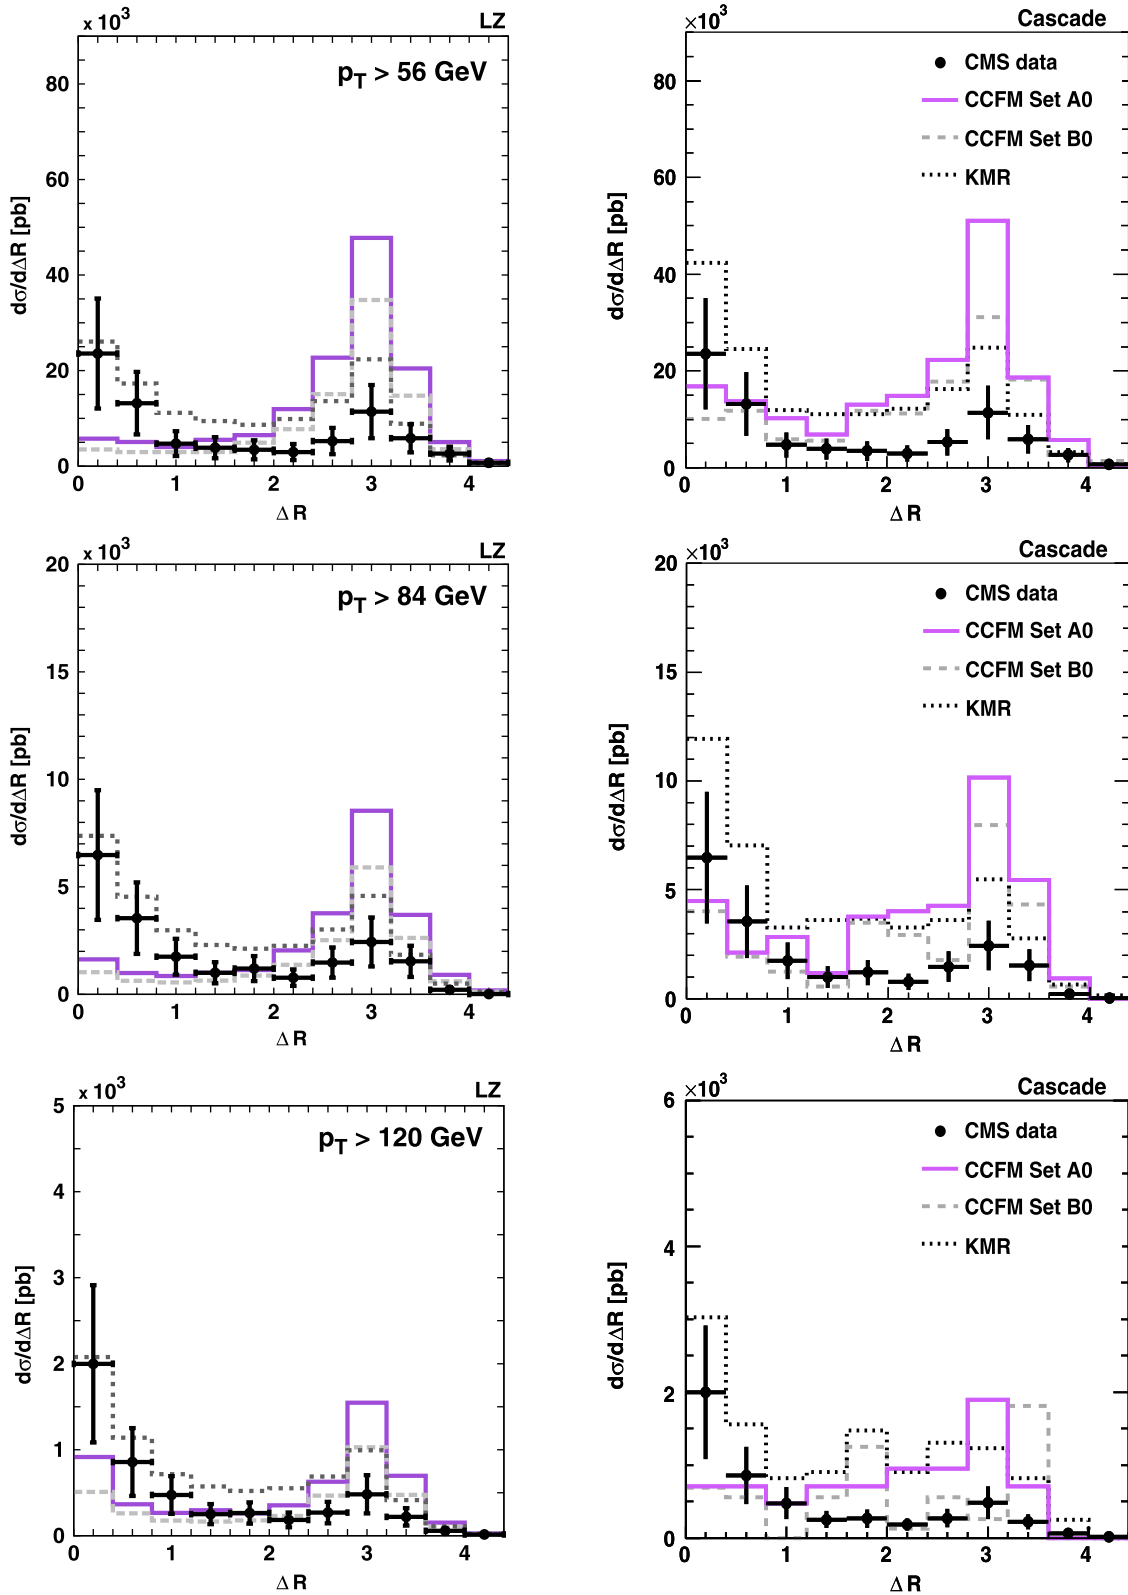 x 10³ LZ
p_T > 56 GeV
80
60
40
20
0
dσ/dΔR [pb]
0 1 2 3 4
Δ R
×10³ Cascade
CMS data
CCFM Set A0
CCFM Set B0
KMR
80
60
40
20
0
dσ/dΔR [pb]
0 1 2 3 4
Δ R
x 10³ LZ
p_T > 84 GeV
20
15
10
5
0
dσ/dΔR [pb]
0 1 2 3 4
Δ R
×10³ Cascade
CMS data
CCFM Set A0
CCFM Set B0
KMR
20
15
10
5
0
dσ/dΔR [pb]
0 1 2 3 4
Δ R
x 10³ LZ
p_T > 120 GeV
5
4
3
2
1
0
dσ/dΔR [pb]
0 1 2 3 4
Δ R
×10³ Cascade
CMS data
CCFM Set A0
CCFM Set B0
KMR
6
4
2
0
dσ/dΔR [pb]
0 1 2 3 4
Δ R